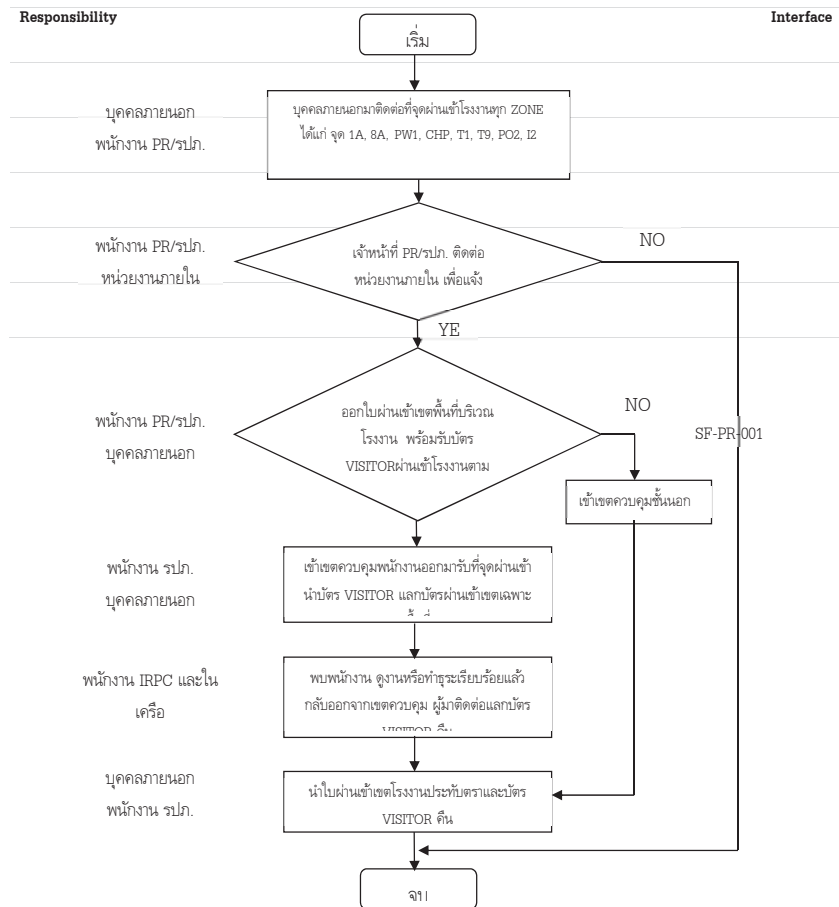 Responsibility
Interface
เริ่ม
บุคคลภายนอก
พนักงาน PR/รปภ.
บุคคลภายนอกมาติดต่อที่จุดผ่านเข้าโรงงานทุก ZONE
ได้แก่ จุด 1A, 8A, PW1, CHP, T1, T9, PO2, I2
พนักงาน PR/รปภ.
หน่วยงานภายใน
เจ้าหน้าที่ PR/รปภ. ติดต่อ
หน่วยงานภายใน เพื่อแจ้ง
NO
YE
พนักงาน PR/รปภ.
บุคคลภายนอก
ออกใบผ่านเข้าเขตพื้นที่บริเวณ
โรงงาน พร้อมรับบัตร
VISITORผ่านเข้าโรงงานตาม
NO
SF-PR-001
เข้าเขตควบคุมชั้นนอก
พนักงาน รปภ.
บุคคลภายนอก
เข้าเขตควบคุมพนักงานออกมารับที่จุดผ่านเข้า
นำบัตร VISITOR แลกบัตรผ่านเข้าเขตเฉพาะ
พนักงาน IRPC และใน
เครือ
พบพนักงาน ดูงานหรือทำธุระเรียบร้อยแล้ว
กลับออกจากเขตควบคุม ผู้มาติดต่อแลกบัตร
VISITOR คืน
บุคคลภายนอก
พนักงาน รปภ.
นำใบผ่านเข้าเขตโรงงานประทับตราและบัตร
VISITOR คืน
จบ